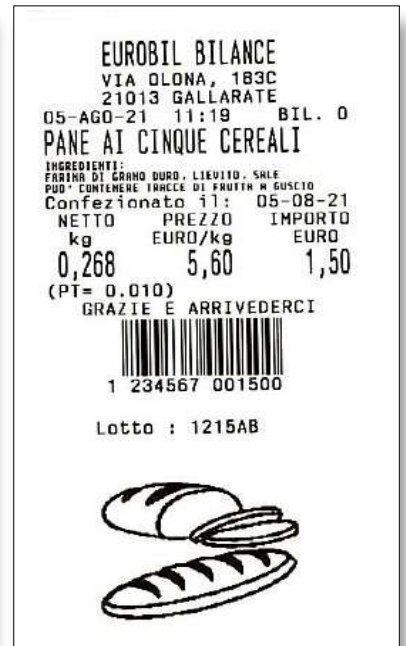 EUROBIL BILANCE
VIA OLONA, 183C
21013 GALLARATE
05-AGO-21 11:19 BIL. 0
PANE AI CINQUE CEREALI
INGREDIENTI:
FARINA DI GRANO DURO. LIEVITO. SALE
PUO' CONTENERE TRACCE DI FRUTTA A GUSCIO
Confezionato il: 05-08-21
NETTO PREZZO IMPORTO
kg EURO/kg EURO
0,268 5,60 1,50
(PT= 0.010)
GRAZIE E ARRIVEDERCI
1 234567 001500
Lotto : 1215AB